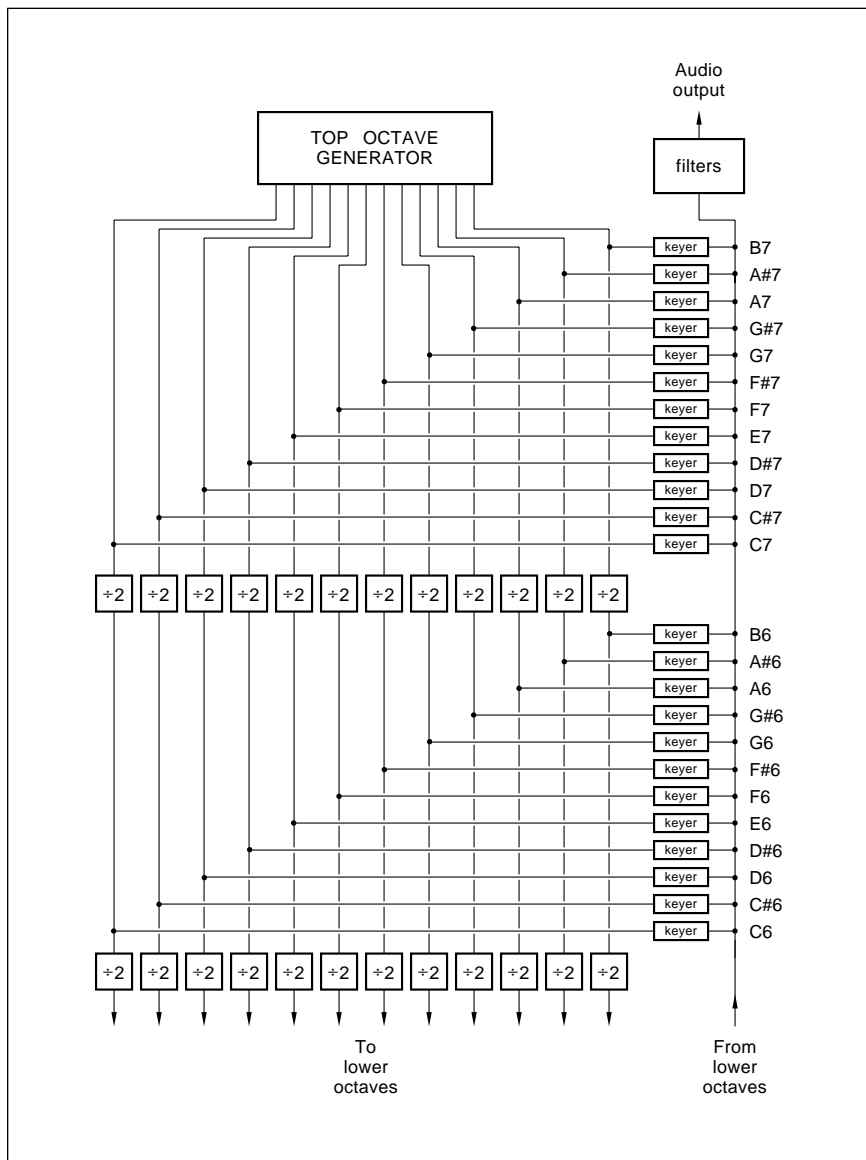 Audio
output
TOP OCTAVE
GENERATOR
filters
keyer B7
keyer A#7
keyer A7
keyer G#7
keyer G7
keyer F#7
keyer F7
keyer E7
keyer D#7
keyer D7
keyer C#7
keyer C7
÷2 ÷2 ÷2 ÷2 ÷2 ÷2 ÷2 ÷2 ÷2 ÷2 ÷2 ÷2
keyer B6
keyer A#6
keyer A6
keyer G#6
keyer G6
keyer F#6
keyer F6
keyer E6
keyer D#6
keyer D6
keyer C#6
keyer C6
÷2 ÷2 ÷2 ÷2 ÷2 ÷2 ÷2 ÷2 ÷2 ÷2 ÷2 ÷2
To
lower
octaves
From
lower
octaves